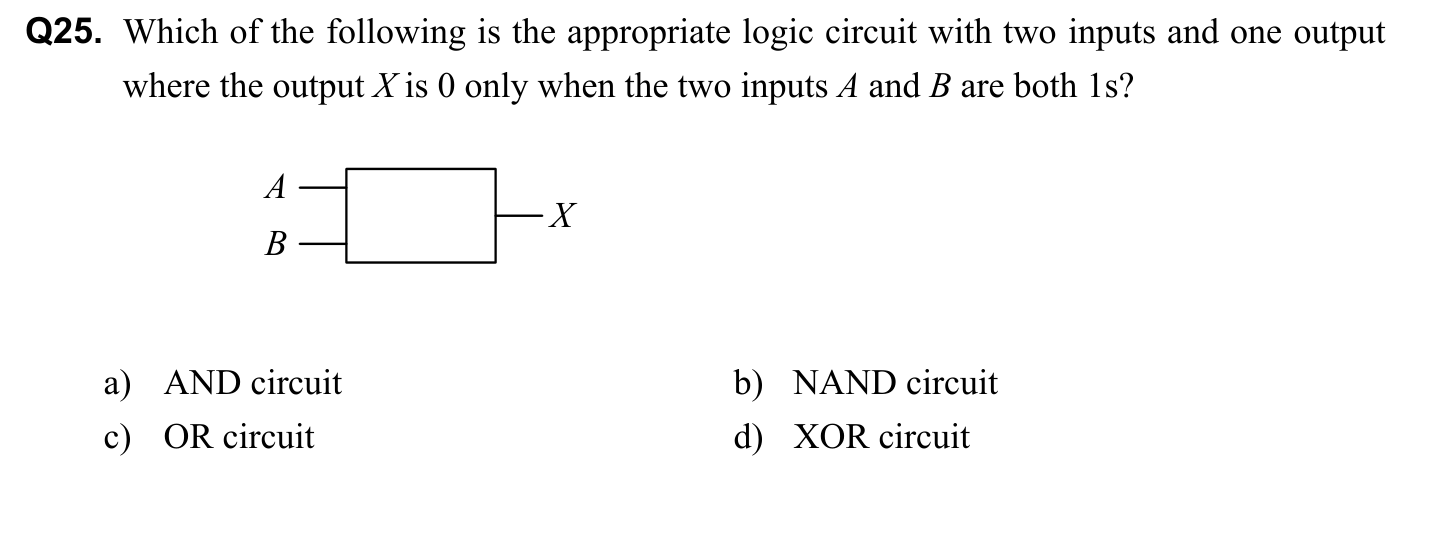 Q25. Which of the following is the appropriate logic circuit with two inputs and one output
where the output X is 0 only when the two inputs A and B are both 1s?
A
X
B
a) AND circuit b) NAND circuit
c) OR circuit d) XOR circuit